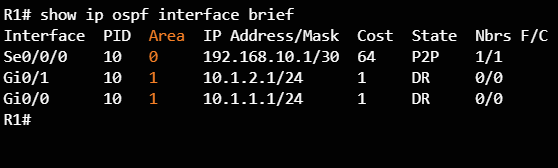 R1# show ip ospf interface brief
Interface  PID  Area  IP Address/Mask  Cost  State  Nbrs F/C
Se0/0/0  10  0  192.168.10.1/30  64  P2P  1/1
Gi0/1  10  1  10.1.2.1/24  1  DR  0/0
Gi0/0  10  1  10.1.1.1/24  1  DR  0/0
R1#